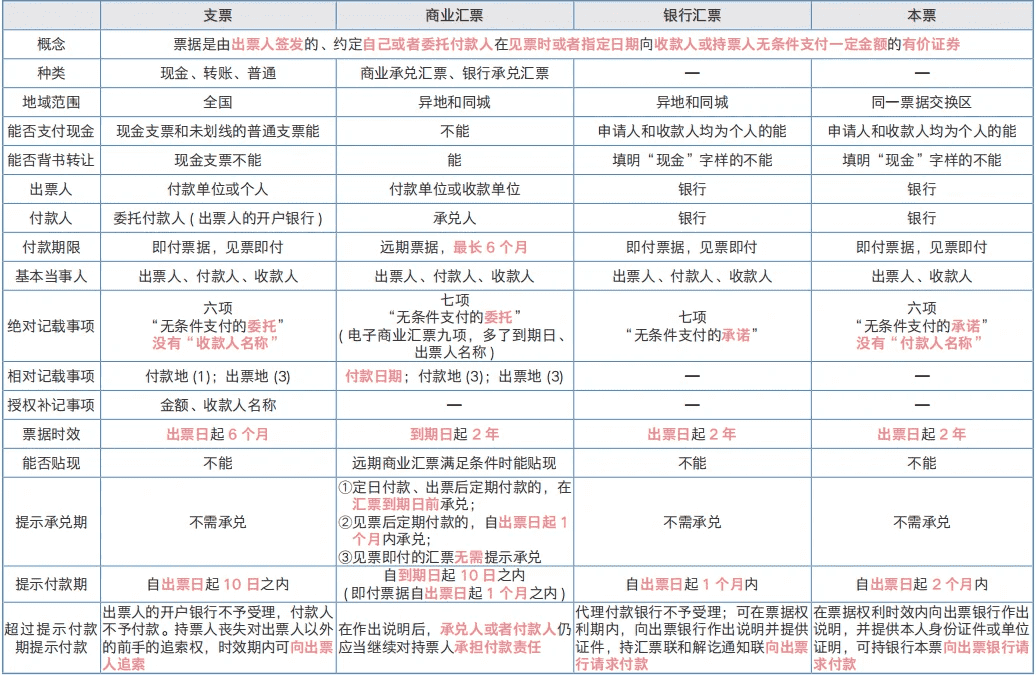 支票 商业汇票 银行汇票 本票
概念 票据是由出票人签发的、约定自己或者委托付款人在见票时或者指定日期向收款人或持票人无条件支付一定金额的有价证券
种类 现金、转账、普通 商业承兑汇票、银行承兑汇票 — —
地域范围 全国 异地和同城 异地和同城 同一票据交换区
能否支付现金 现金支票和未划线的普通支票能 不能 申请人和收款人均为个人的能 申请人和收款人均为个人的能
能否背书转让 现金支票不能 能 填明“现金”字样的不能 填明“现金”字样的不能
出票人 付款单位或个人 付款单位或收款单位 银行 银行
付款人 委托付款人(出票人的开户银行) 承兑人 银行 银行
付款期限 即付票据，见票即付 远期票据，最长 6 个月 即付票据，见票即付 即付票据，见票即付
基本当事人 出票人、付款人、收款人 出票人、付款人、收款人 出票人、付款人、收款人 出票人、收款人
绝对记载事项
六项
“无条件支付的委托”
没有“收款人名称”
七项
“无条件支付的委托”
(电子商业汇票九项，多了到期日、
出票人名称)
七项
“无条件支付的承诺”
六项
“无条件支付的承诺”
没有“付款人名称”
相对记载事项 付款地 (1)；出票地 (3) 付款日期；付款地 (3)；出票地 (3) — —
授权补记事项 金额、收款人名称 — — —
票据时效 出票日起 6 个月 到期日起 2 年 出票日起 2 年 出票日起 2 年
能否贴现 不能 远期商业汇票满足条件时能贴现 不能 不能
提示承兑期
不需承兑
①定日付款、出票后定期付款的，在
汇票到期日前承兑；
②见票后定期付款的，自出票日起 1
个月内承兑；
③见票即付的汇票无需提示承兑
不需承兑
不需承兑
提示付款期
自出票日起 10 日之内
自到期日起 10 日之内
(即付票据自出票日起 1 个月之内)
自出票日起 1 个月内
自出票日起 2 个月内
超过提示付款
期提示付款
出票人的开户银行不予受理，付款人
不予付款。持票人丧失对出票人以外
的前手的追索权，时效期内可向出票
人追索
在作出说明后，承兑人或者付款人仍
应当继续对持票人承担付款责任
代理付款银行不予受理；可在票据权
利期内，向出票银行作出说明并提供
证件，持汇票联和解讫通知联向出票
行请求付款
在票据权利时效内向出票银行作出
说明，并提供本人身份证件或单位
证明，可持银行本票向出票银行请
求付款